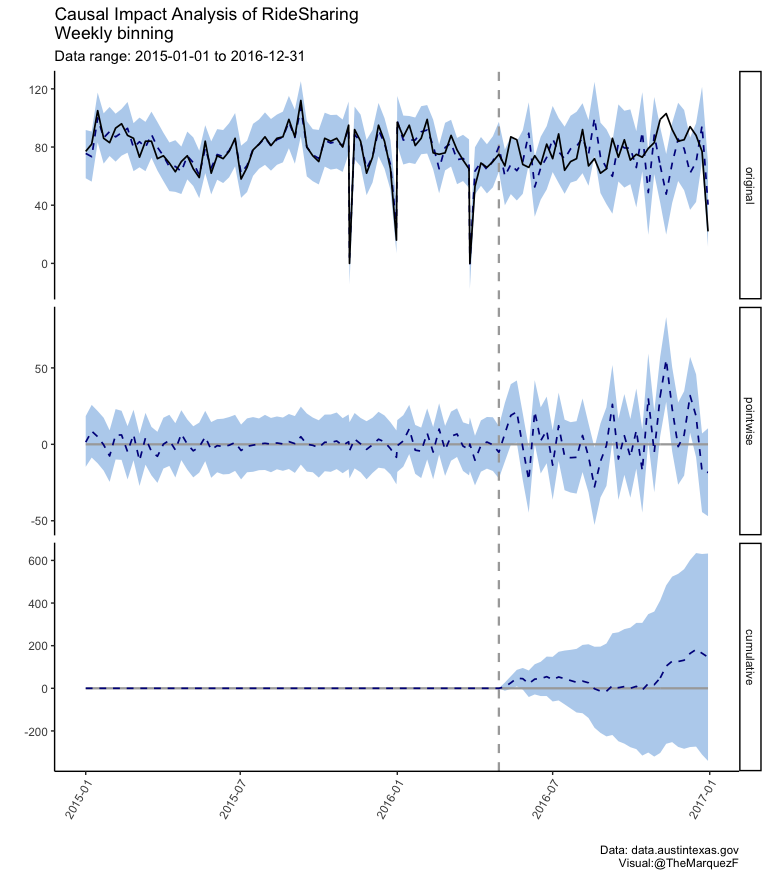 Causal Impact Analysis of RideSharing
Weekly binning
Data range: 2015-01-01 to 2016-12-31
120
80
40
0
original
50
0
-50
pointwise
600
400
200
0
-200
cumulative
2015-01
2015-07
2016-01
2016-07
2017-01
Data: data.austintexas.gov
Visual:@TheMarquezF